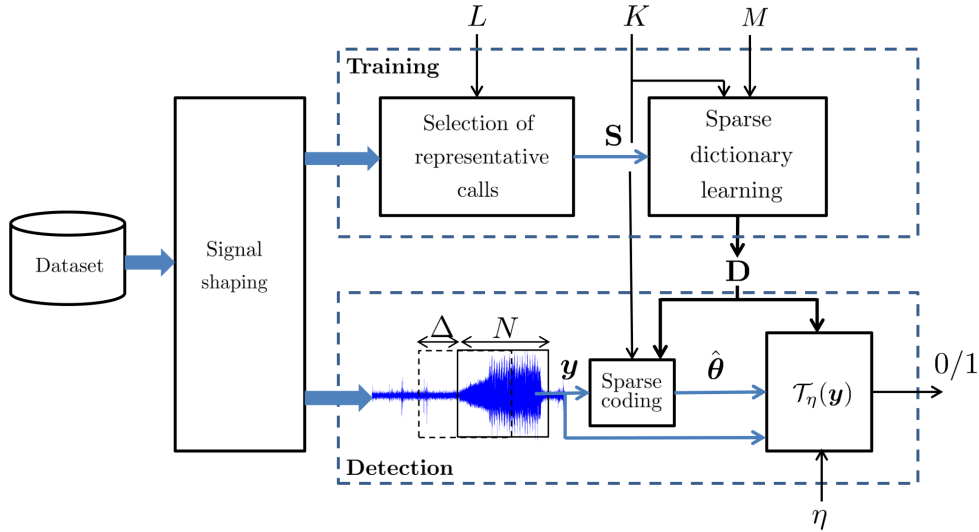 L K M
Training
Selection of
representative
calls
S
Sparse
dictionary
learning
Dataset
Signal
shaping
D
Δ N
y
Sparse
coding
θ̂
𝒯η(y)
0/1
Detection
η